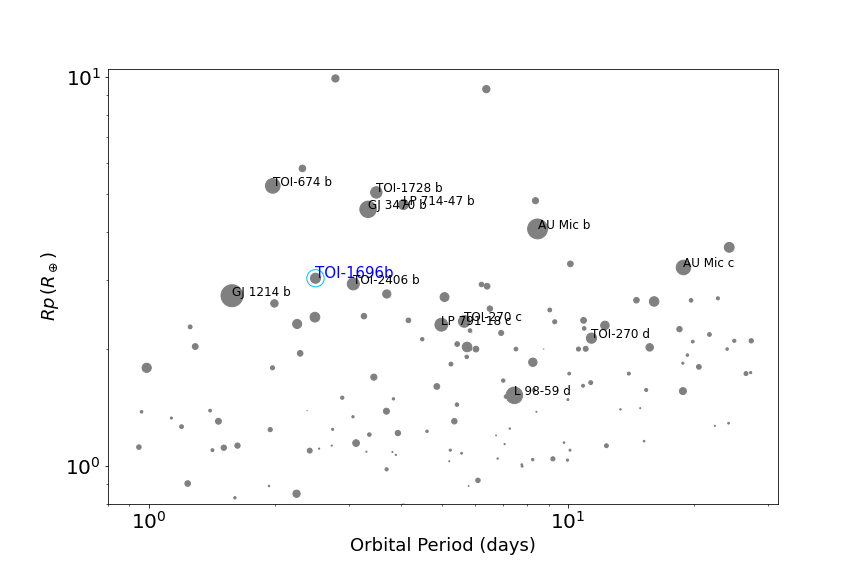 10¹
TOI-674 b
TOI-1728 b
GJ 3470 b
LP 714-47 b
AU Mic b
AU Mic c
TOI-1696b
TOI-2406 b
GJ 1214 b
TOI-270 c
LP 791-18 c
TOI-270 d
L 98-59 d
Rp (R⊕)
10⁰
10⁰ 10¹
Orbital Period (days)